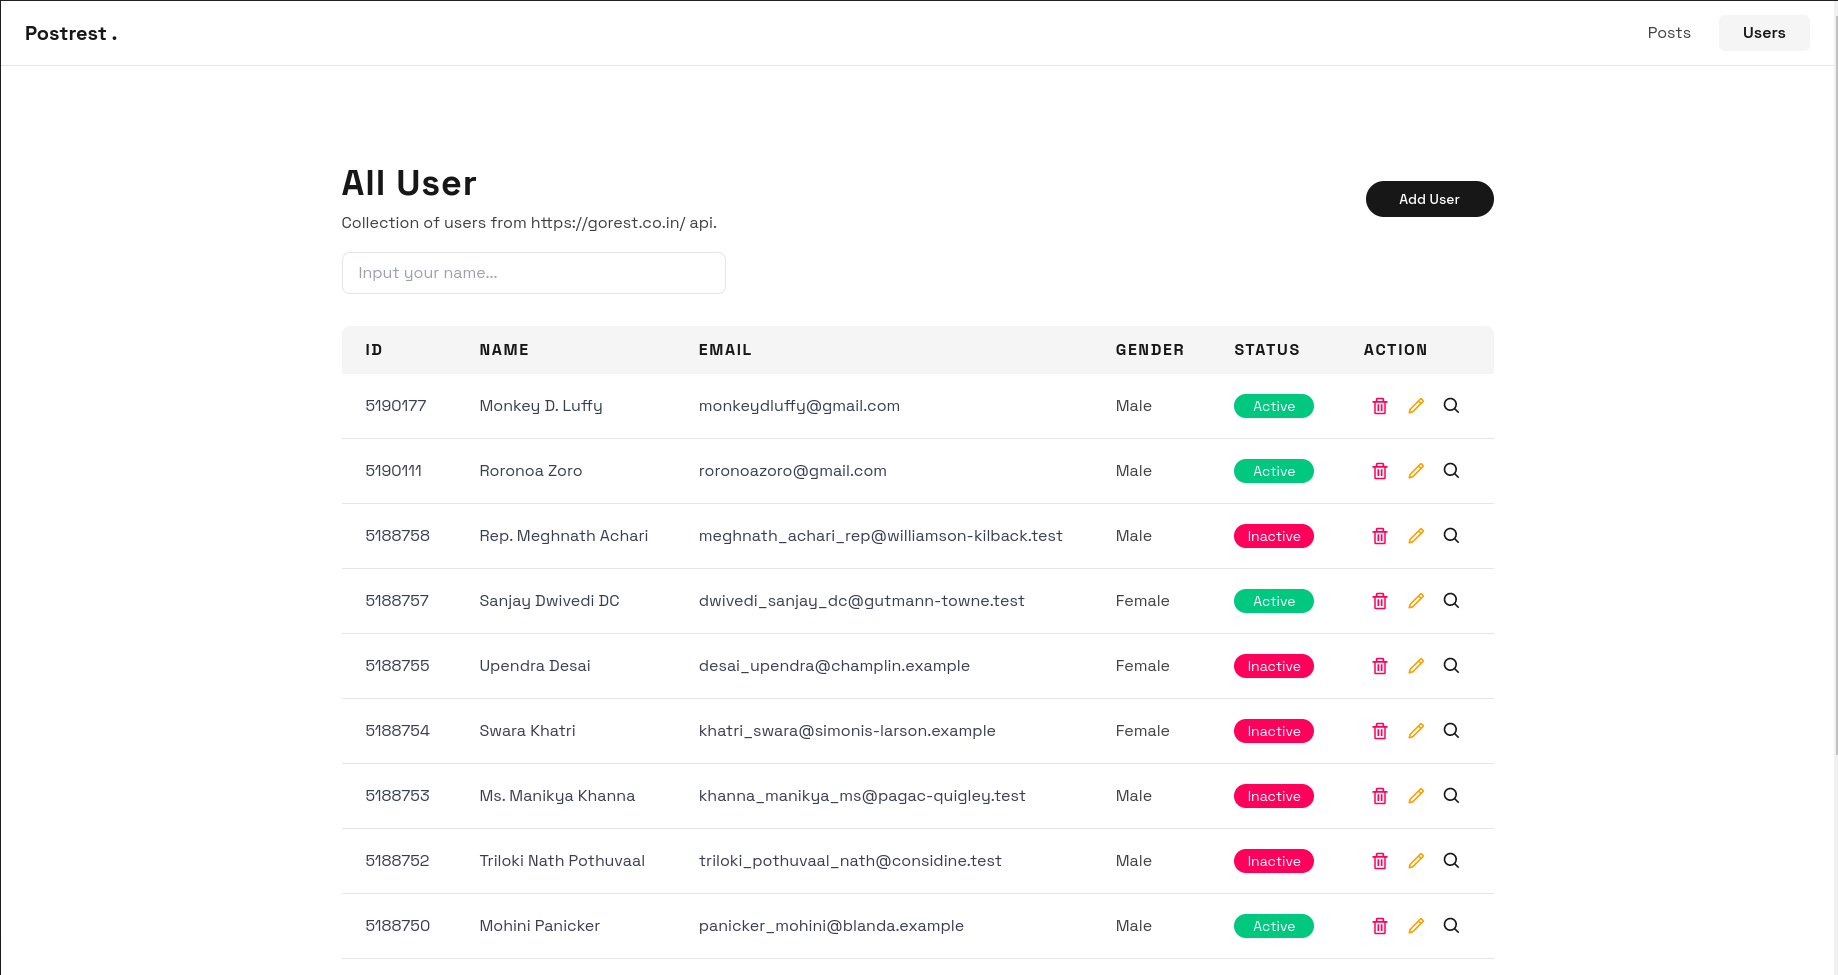 Postrest .
Posts Users
All User
Add User
Collection of users from https://gorest.co.in/ api.
Input your name...
ID NAME EMAIL GENDER STATUS ACTION
5190177 Monkey D. Luffy monkeydluffy@gmail.com Male Active
5190111 Roronoa Zoro roronoazoro@gmail.com Male Active
5188758 Rep. Meghnath Achari meghnath_achari_rep@williamson-kilback.test Male Inactive
5188757 Sanjay Dwivedi DC dwivedi_sanjay_dc@gutmann-towne.test Female Active
5188755 Upendra Desai desai_upendra@champlin.example Female Inactive
5188754 Swara Khatri khatri_swara@simonis-larson.example Female Inactive
5188753 Ms. Manikya Khanna khanna_manikya_ms@pagac-quigley.test Male Inactive
5188752 Triloki Nath Pothuvaal triloki_pothuvaal_nath@considine.test Male Inactive
5188750 Mohini Panicker panicker_mohini@blanda.example Male Active